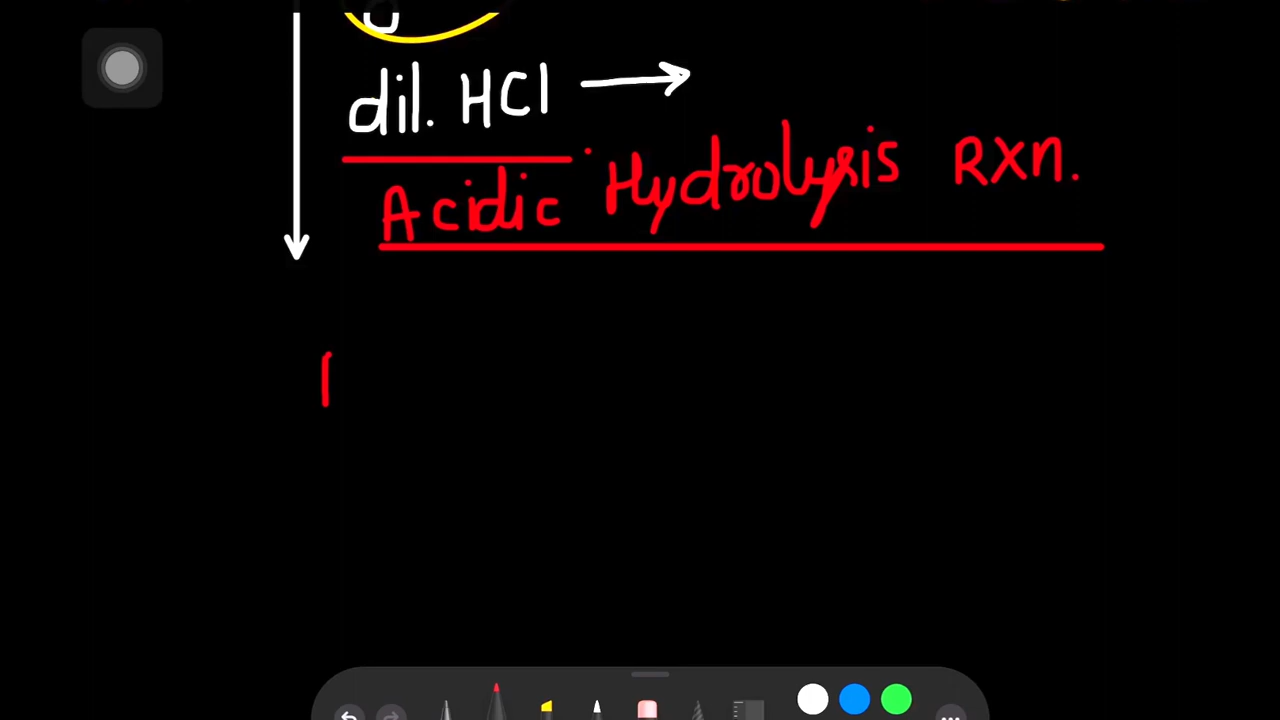 dil. HCl →
Acidic Hydrolysis RXn.